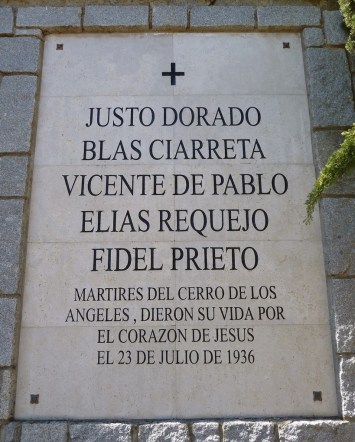 JUSTO DORADO
BLAS CIARRETA
VICENTE DE PABLO
ELIAS REQUEJO
FIDEL PRIETO
MARTIRES DEL CERRO DE LOS
ANGELES , DIERON SU VIDA POR
EL CORAZON DE JESUS
EL 23 DE JULIO DE 1936